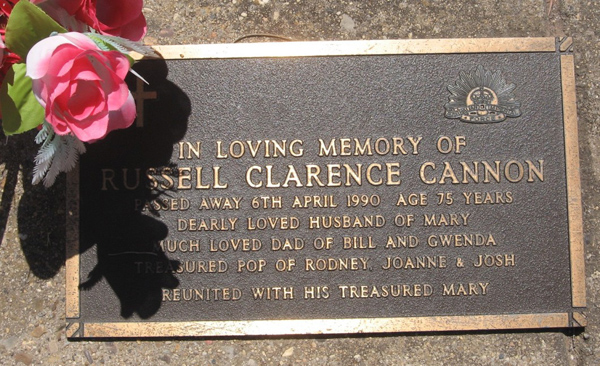 IN LOVING MEMORY OF
RUSSELL CLARENCE CANNON
PASSED AWAY 6TH APRIL 1990 AGE 75 YEARS
DEARLY LOVED HUSBAND OF MARY
MUCH LOVED DAD OF BILL AND GWENDA
TREASURED POP OF RODNEY, JOANNE & JOSH
REUNITED WITH HIS TREASURED MARY